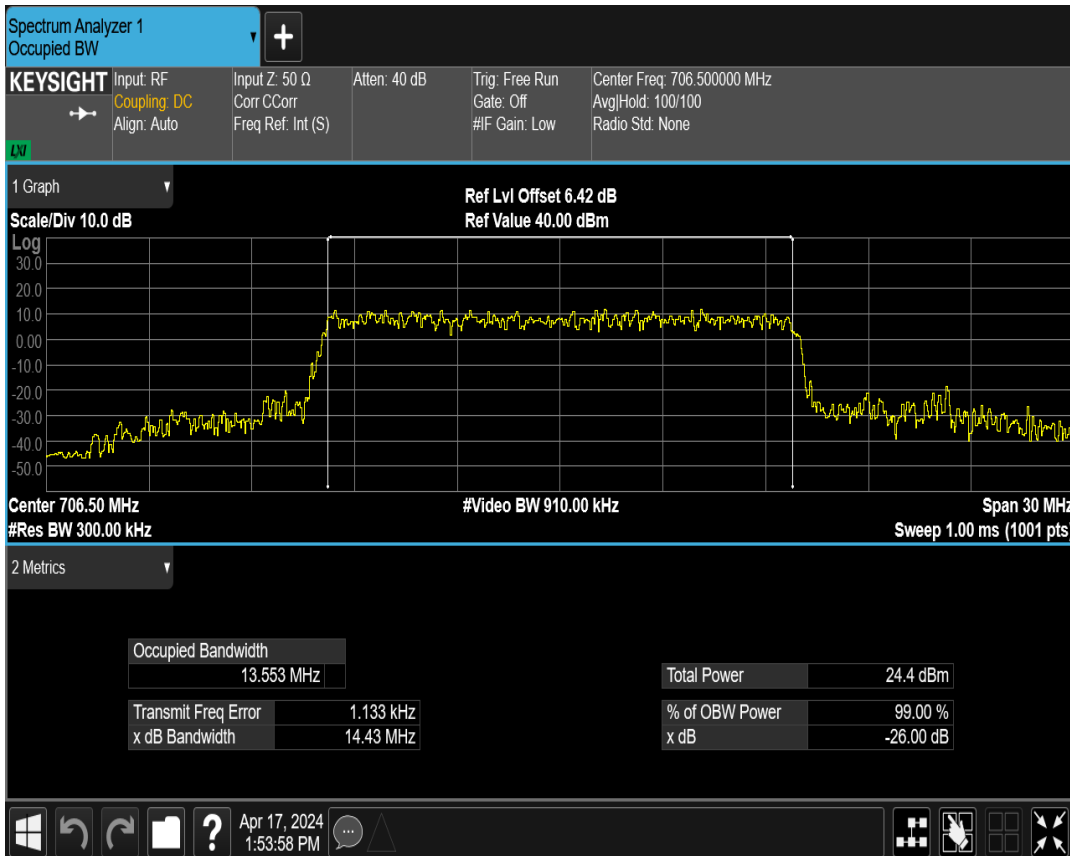 Spectrum Analyzer 1
Occupied BW
KEYSIGHT
LXI
Input: RF
Coupling: DC
Align: Auto
Input Z: 50 Ω
Corr CCorr
Freq Ref: Int (S)
Atten: 40 dB
Trig: Free Run
Gate: Off
#IF Gain: Low
Center Freq: 706.500000 MHz
Avg|Hold: 100/100
Radio Std: None
1 Graph
Scale/Div 10.0 dB
Ref Lvl Offset 6.42 dB
Ref Value 40.00 dBm
Log
30.0
20.0
10.0
0.00
-10.0
-20.0
-30.0
-40.0
-50.0
Center 706.50 MHz
#Video BW 910.00 kHz
Span 30 MHz
#Res BW 300.00 kHz
Sweep 1.00 ms (1001 pts)
2 Metrics
Occupied Bandwidth
13.553 MHz
Total Power 24.4 dBm
Transmit Freq Error 1.133 kHz
% of OBW Power 99.00 %
x dB Bandwidth 14.43 MHz
x dB -26.00 dB
Apr 17, 2024
1:53:58 PM